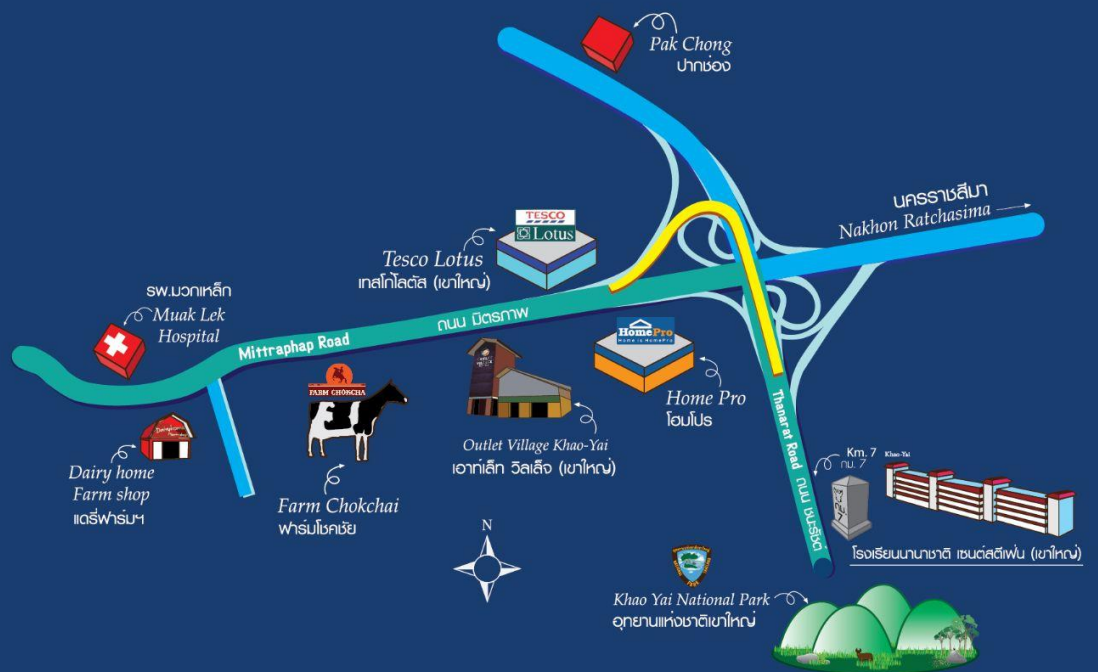 Pak Chong
ปากช่อง
นครราชสีมา
Nakhon Ratchasima
TESCO
Lotus
Tesco Lotus
เทสโก้โลตัส (เขาใหญ่)
รพ.มวกเหล็ก
Muak Lek
Hospital
Mittraphap Road
ถนน มิตรภาพ
HomePro
Home Pro
โฮมโปร
FARM CHOKCHA
Farm Chokchai
ฟาร์มโชคชัย
Outlet Village Khao-Yai
เอาท์เล็ท วิลเล็จ (เขาใหญ่)
Dairy home
Farm shop
แดรี่ฟาร์มฯ
Thanarat Road ถนน ธนะรัชต์
Km. 7
กม. 7
Khao-Yai
โรงเรียนนานาชาติ เซนต์สตีเฟ่น (เขาใหญ่)
N
Khao Yai National Park
อุทยานแห่งชาติเขาใหญ่